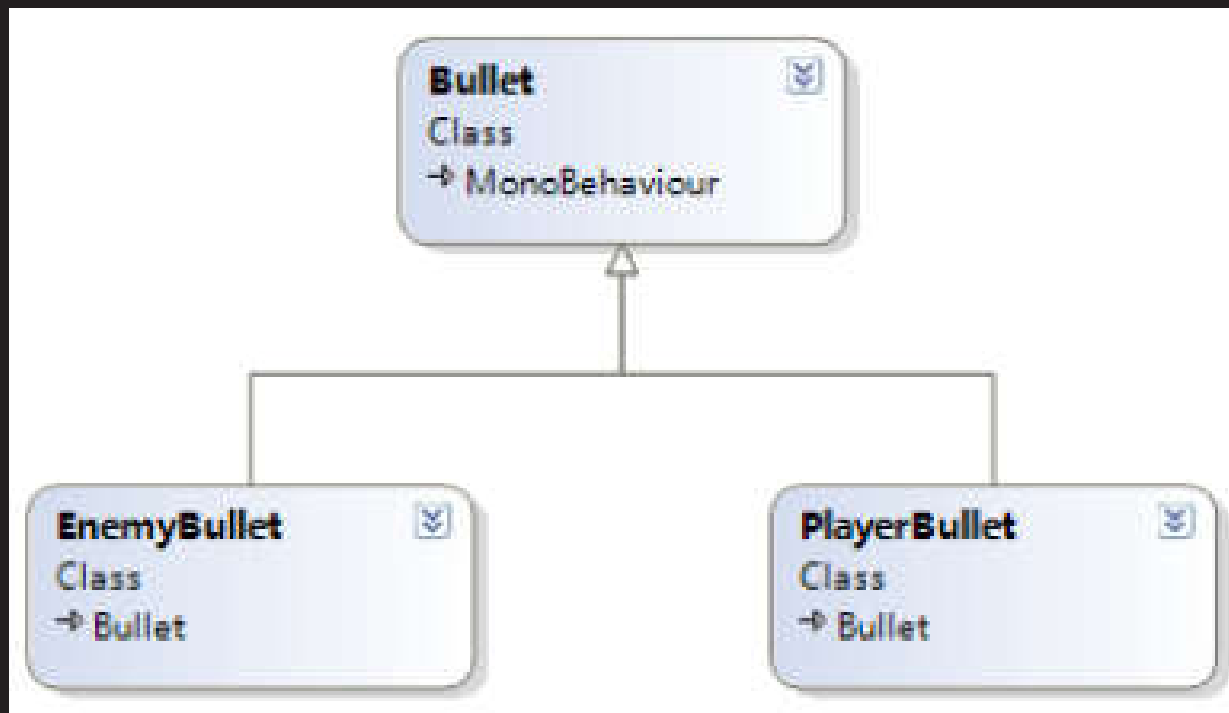 Bullet
Class
MonoBehaviour
EnemyBullet
Class
Bullet
PlayerBullet
Class
Bullet